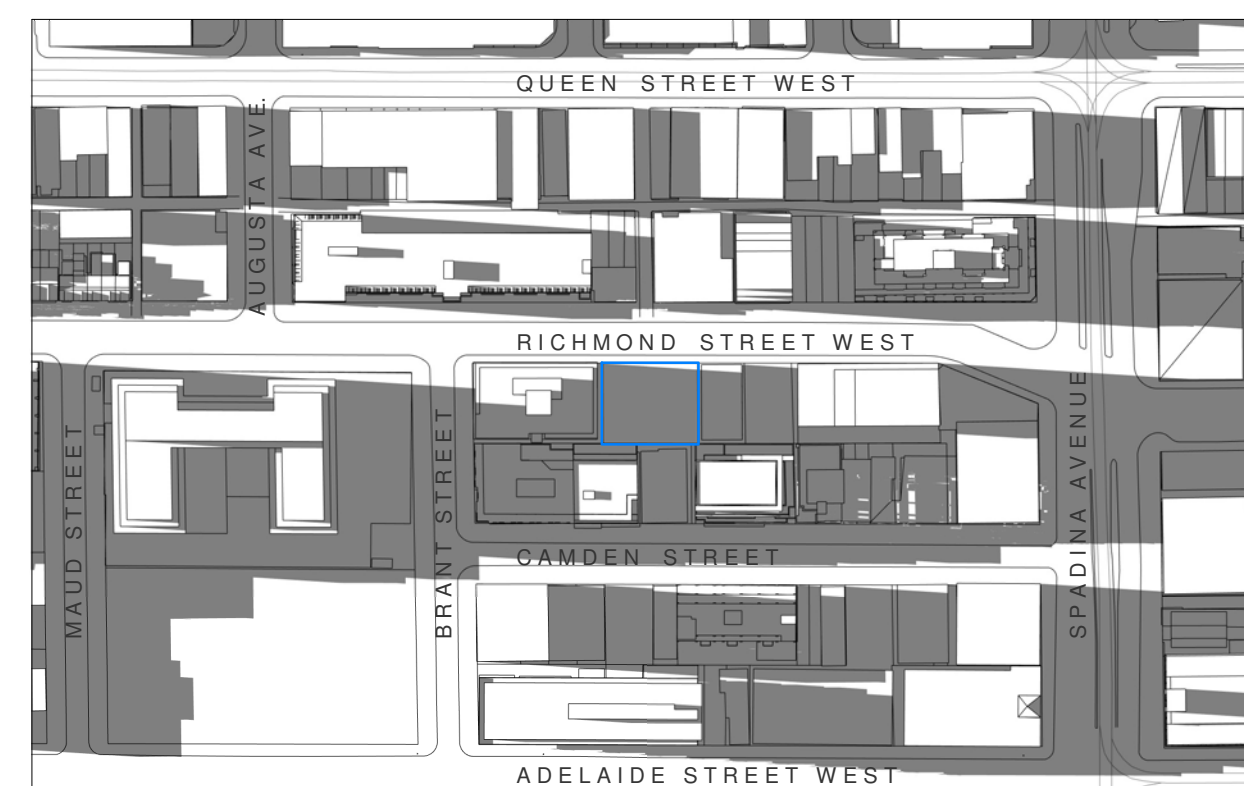 QUEEN STREET WEST
AUGUSTA AVE.
RICHMOND STREET WEST
MAUD STREET
BRANT STREET
CAMDEN STREET
SPADINA AVENUE
ADELAIDE STREET WEST